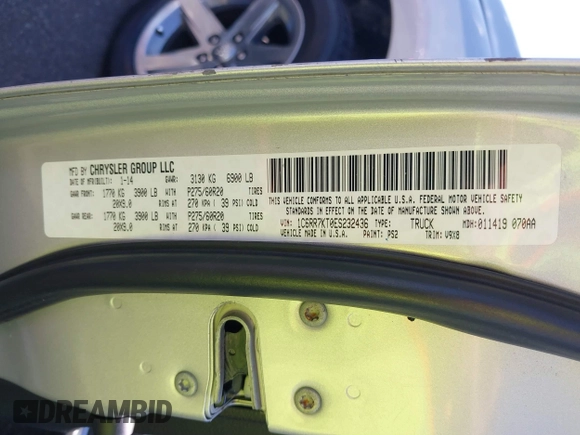 MFD BY CHRYSLER GROUP LLC
DATE OF MFR(BUILT): 1-14 GVWR: 3130 KG 6900 LB
GAWR FRONT: 1770 KG 3900 LB WITH P275/60R20 TIRES
20X9.0 RIMS AT 270 KPA ( 39 PSI) COLD
GAWR REAR: 1770 KG 3900 LB WITH P275/60R20 TIRES
20X9.0 RIMS AT 270 KPA ( 39 PSI) COLD
THIS VEHICLE CONFORMS TO ALL APPLICABLE U.S.A. FEDERAL MOTOR VEHICLE SAFETY
STANDARDS IN EFFECT ON THE DATE OF MANUFACTURE SHOWN ABOVE.
VIN: 1C6RR7KT0ES232436 TYPE: TRUCK MDH:011419 070AA
VEHICLE MADE IN U.S.A. PAINT: PS2 TRIM: V9X8
DREAMBID